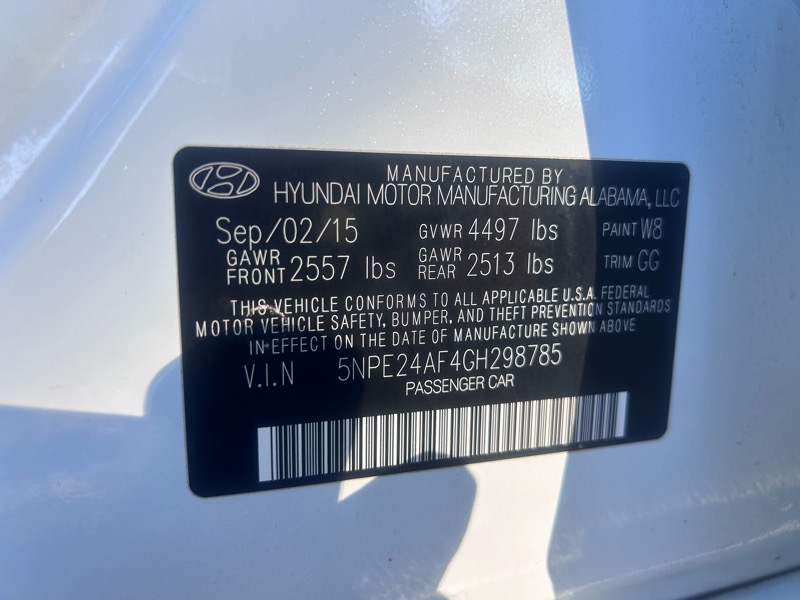 MANUFACTURED BY
HYUNDAI MOTOR MANUFACTURING ALABAMA, LLC
Sep/02/15 GVWR 4497 lbs PAINT W8
GAWR FRONT 2557 lbs GAWR REAR 2513 lbs TRIM GG
THIS VEHICLE CONFORMS TO ALL APPLICABLE U.S.A. FEDERAL
MOTOR VEHICLE SAFETY, BUMPER, AND THEFT PREVENTION STANDARDS
IN EFFECT ON THE DATE OF MANUFACTURE SHOWN ABOVE
V.I.N 5NPE24AF4GH298785
PASSENGER CAR